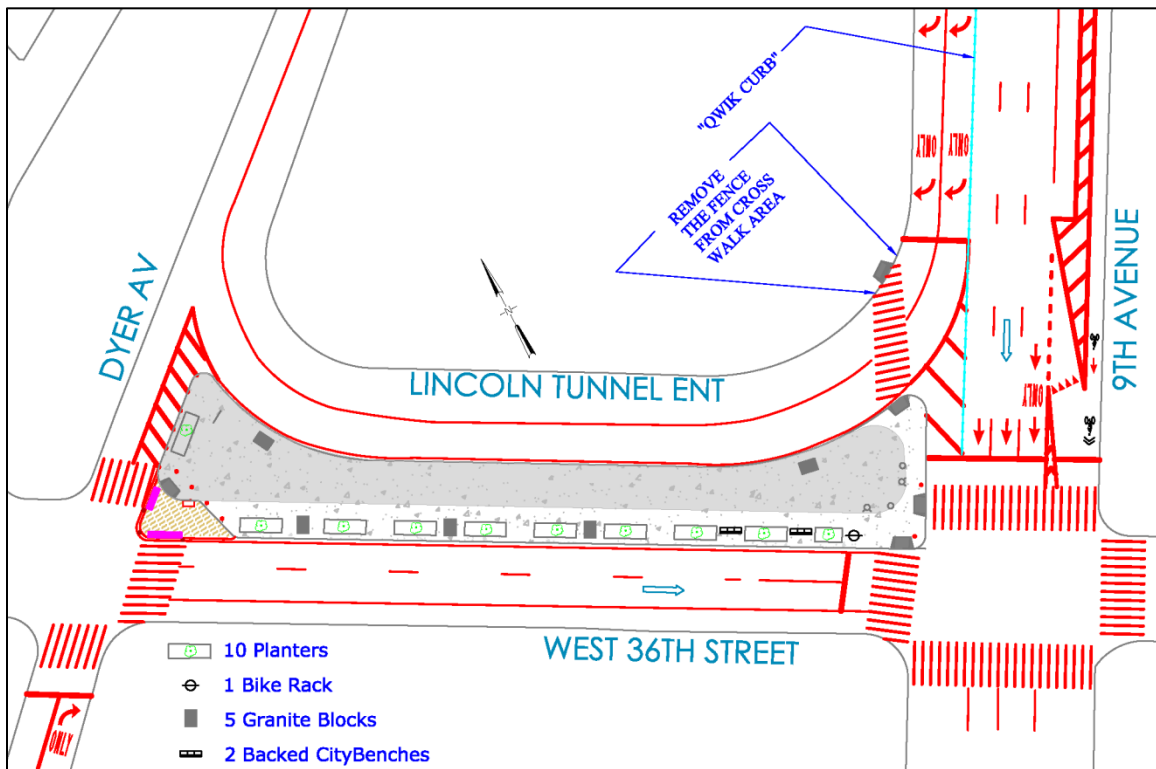 "QWIK CURB"
ONLY
ONLY
REMOVE
THE FENCE
FROM CROSS
WALK AREA
DYER AV
N
9TH AVENUE
LINCOLN TUNNEL ENT
ONLY
WEST 36TH STREET
10 Planters
1 Bike Rack
5 Granite Blocks
2 Backed CityBenches
ONLY